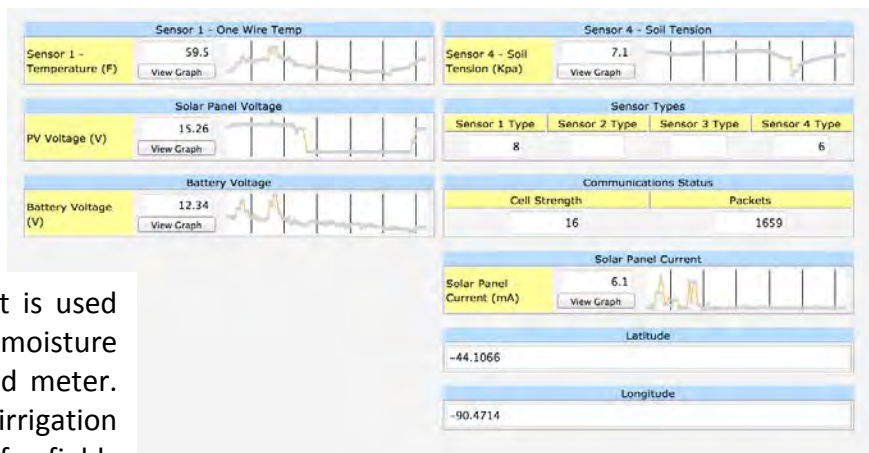 Sensor 1 - One Wire Temp
Sensor 1 -
Temperature (F)
59.5
View Graph
Solar Panel Voltage
PV Voltage (V)
15.26
View Graph
Battery Voltage
Battery Voltage
(V)
12.34
View Graph
Sensor 4 - Soil Tension
Sensor 4 - Soil
Tension (Kpa)
7.1
View Graph
Sensor Types
Sensor 1 Type Sensor 2 Type Sensor 3 Type Sensor 4 Type
8 6
Communications Status
Cell Strength Packets
16 1659
Solar Panel Current
Solar Panel
Current (mA)
6.1
View Graph
Latitude
-44.1066
Longitude
-90.4714
t is used
moisture
d meter.
irrigation